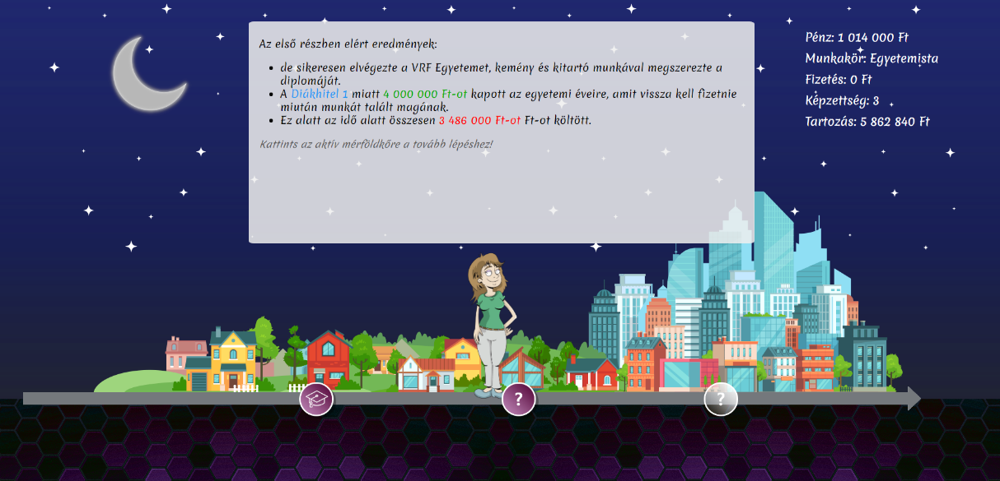 Az első részben elért eredmények:
de sikeresen elvégezte a VRF Egyetemet, kemény és kitartó munkával megszerezte a
diplomáját.
A Diákhitel 1 miatt 4 000 000 Ft-ot kapott az egyetemi éveire, amit vissza kell fizetnie
miután munkát talált magának.
Ez alatt az idő alatt összesen 3 486 000 Ft-ot Ft-ot költött.
Kattints az aktív mérföldkőre a tovább lépéshez!
Pénz: 1 014 000 Ft
Munkakör: Egyetemista
Fizetés: 0 Ft
Képzettség: 3
Tartozás: 5 862 840 Ft
?
?